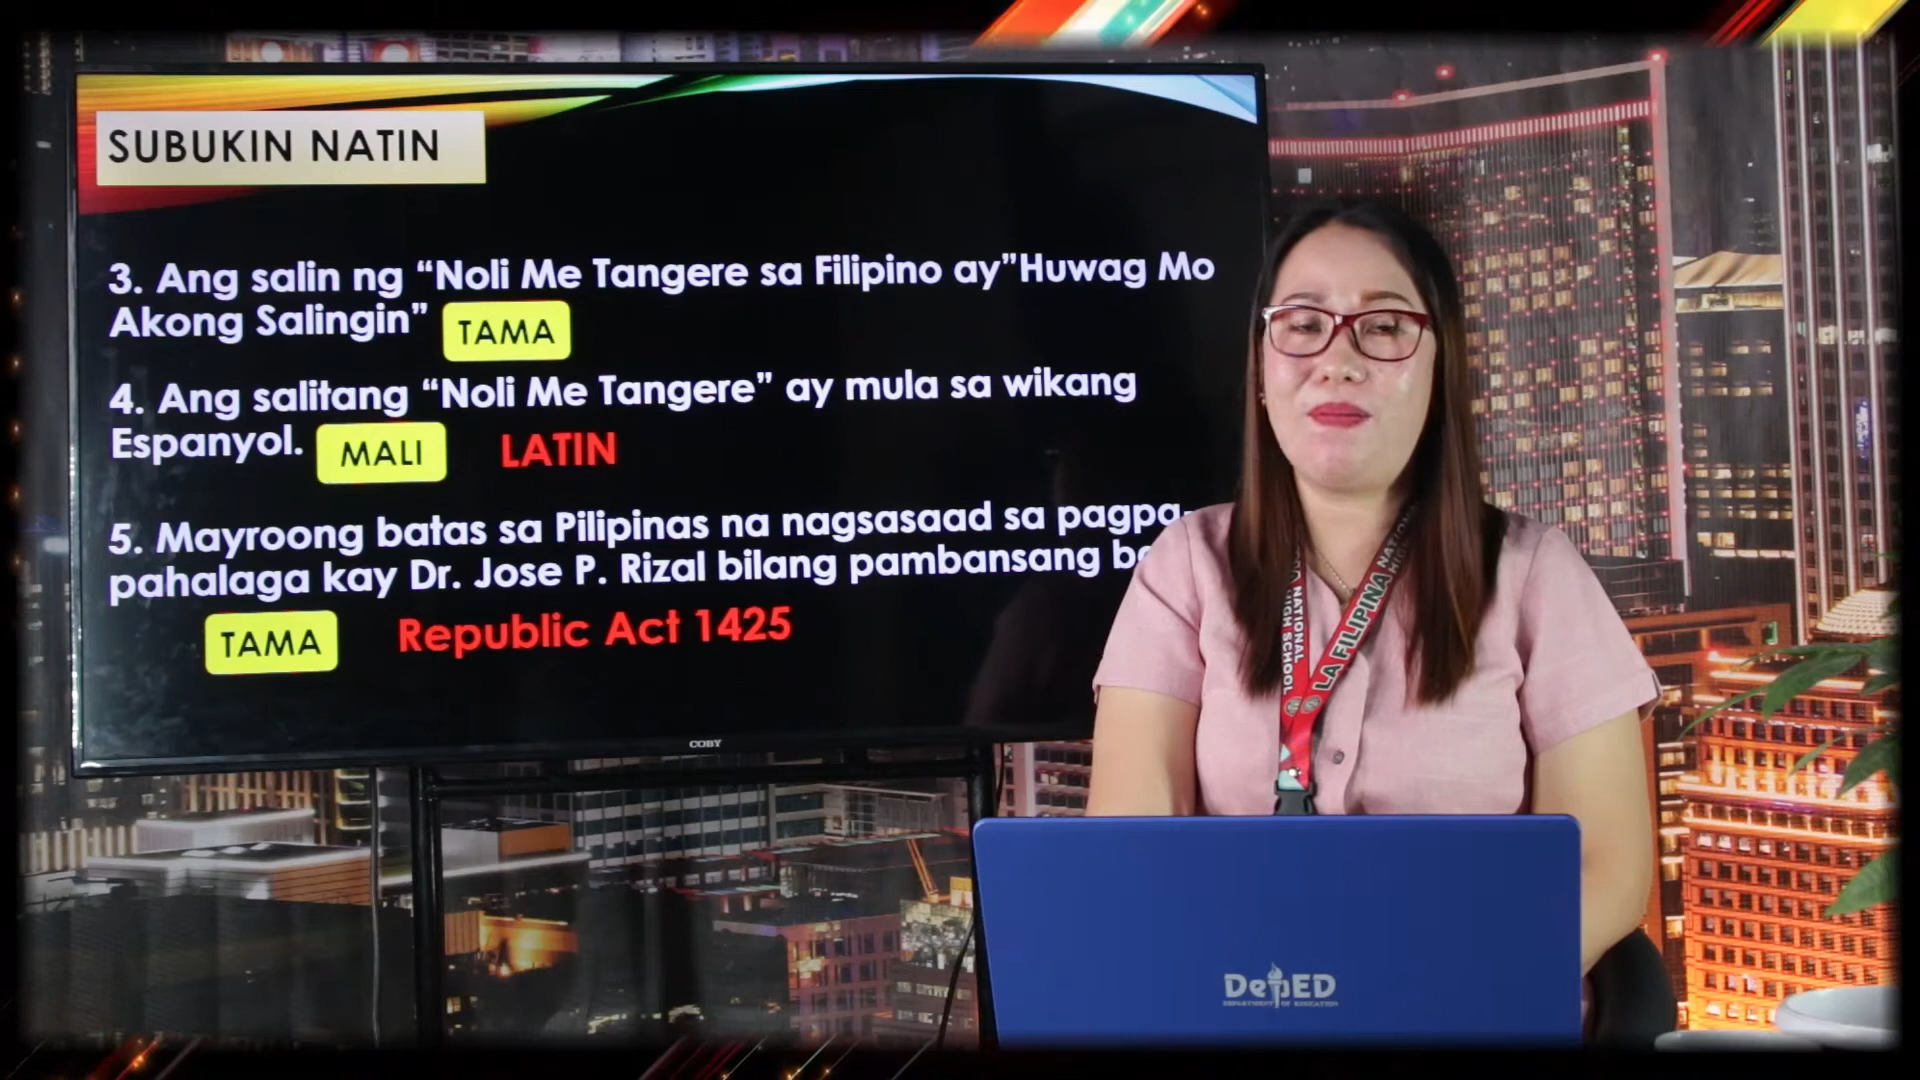 SUBUKIN NATIN
3. Ang salin ng “Noli Me Tangere sa Filipino ay”Huwag Mo
Akong Salingin”
TAMA
4. Ang salitang “Noli Me Tangere” ay mula sa wikang
Espanyol.
MALI
LATIN
5. Mayroong batas sa Pilipinas na nagsasaad sa pagpa-
pahalaga kay Dr. Jose P. Rizal bilang pambansang
TAMA
Republic Act 1425
COBY
NATIONAL
HIGH SCHOOL
LA FILIPINA
DepED
DEPARTMENT OF EDUCATION